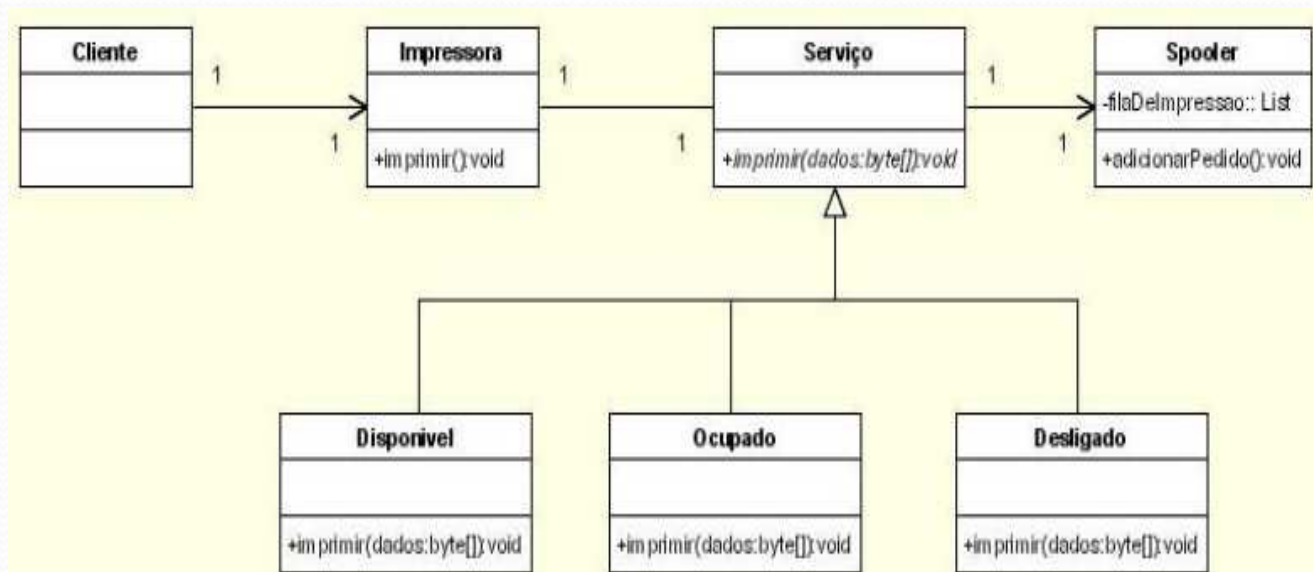 Cliente
Impressora
Serviço
Spooler
1
1
1
-filaDeImpressao:: List
1
1
1
+imprimir():void
+imprimir(dados:byte[]):void
+adicionarPedido():void
Disponível
Ocupado
Desligado
+imprimir(dados:byte[]):void
+imprimir(dados:byte[]):void
+imprimir(dados:byte[]):void